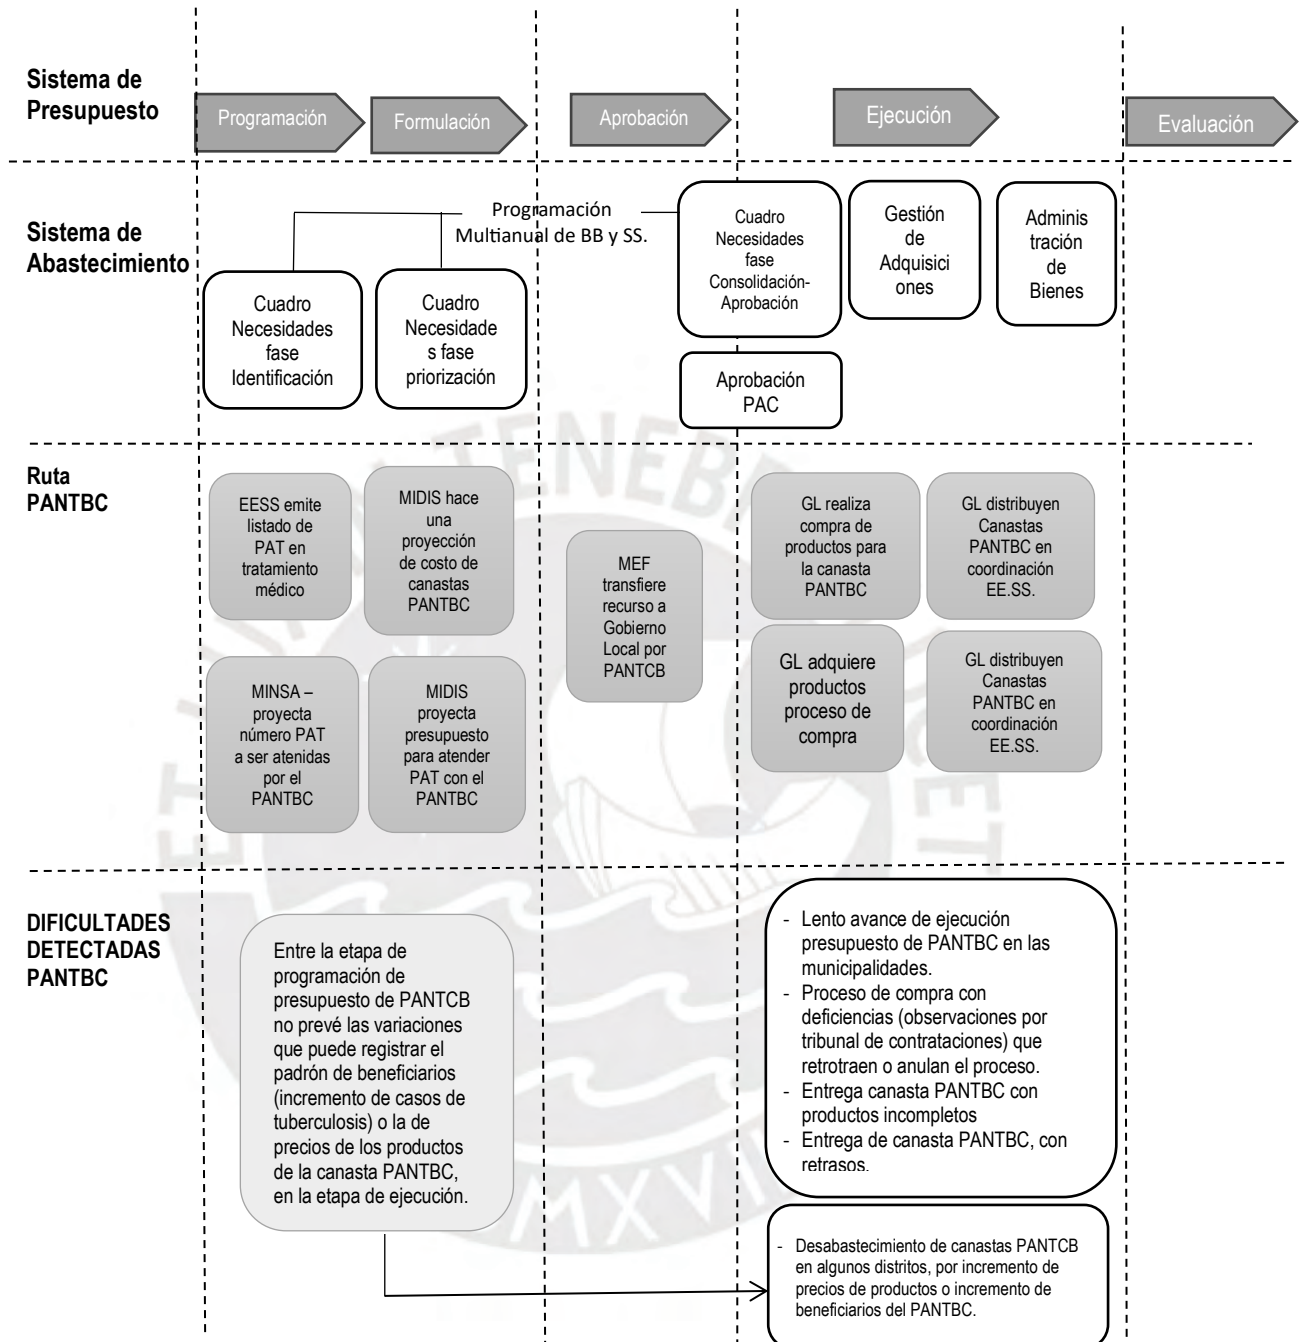 Sistema de
Presupuesto
Programación
Formulación
Aprobación
Ejecución
Evaluación
Sistema de
Abastecimiento
Programación
Multianual de BB y SS.
Cuadro
Necesidades
fase
Identificación
Cuadro
Necesidade
s fase
priorización
Cuadro
Necesidades
fase
Consolidación-
Aprobación
Gestión
de
Adquisici
ones
Adminis
tración
de
Bienes
Aprobación
PAC
Ruta
PANTBC
EESS emite
listado de
PAT en
tratamiento
médico
MIDIS hace
una
proyección
de costo de
canastas
PANTBC
MINSA –
proyecta
número PAT
a ser atenidas
por el
PANTBC
MIDIS
proyecta
presupuesto
para atender
PAT con el
PANTBC
MEF
transfiere
recurso a
Gobierno
Local por
PANTCB
GL realiza
compra de
productos para
la canasta
PANTBC
GL distribuyen
Canastas
PANTBC en
coordinación
EE.SS.
GL adquiere
productos
proceso de
compra
GL distribuyen
Canastas
PANTBC en
coordinación
EE.SS.
DIFICULTADES
DETECTADAS
PANTBC
Entre la etapa de
programación de
presupuesto de PANTCB
no prevé las variaciones
que puede registrar el
padrón de beneficiarios
(incremento de casos de
tuberculosis) o la de
precios de los productos
de la canasta PANTBC,
en la etapa de ejecución.
- Lento avance de ejecución
presupuesto de PANTBC en las
municipalidades.
- Proceso de compra con
deficiencias (observaciones por
tribunal de contrataciones) que
retrotraen o anulan el proceso.
- Entrega canasta PANTBC con
productos incompletos
- Entrega de canasta PANTBC, con
retrasos.
- Desabastecimiento de canastas PANTCB
en algunos distritos, por incremento de
precios de productos o incremento de
beneficiarios del PANTBC.